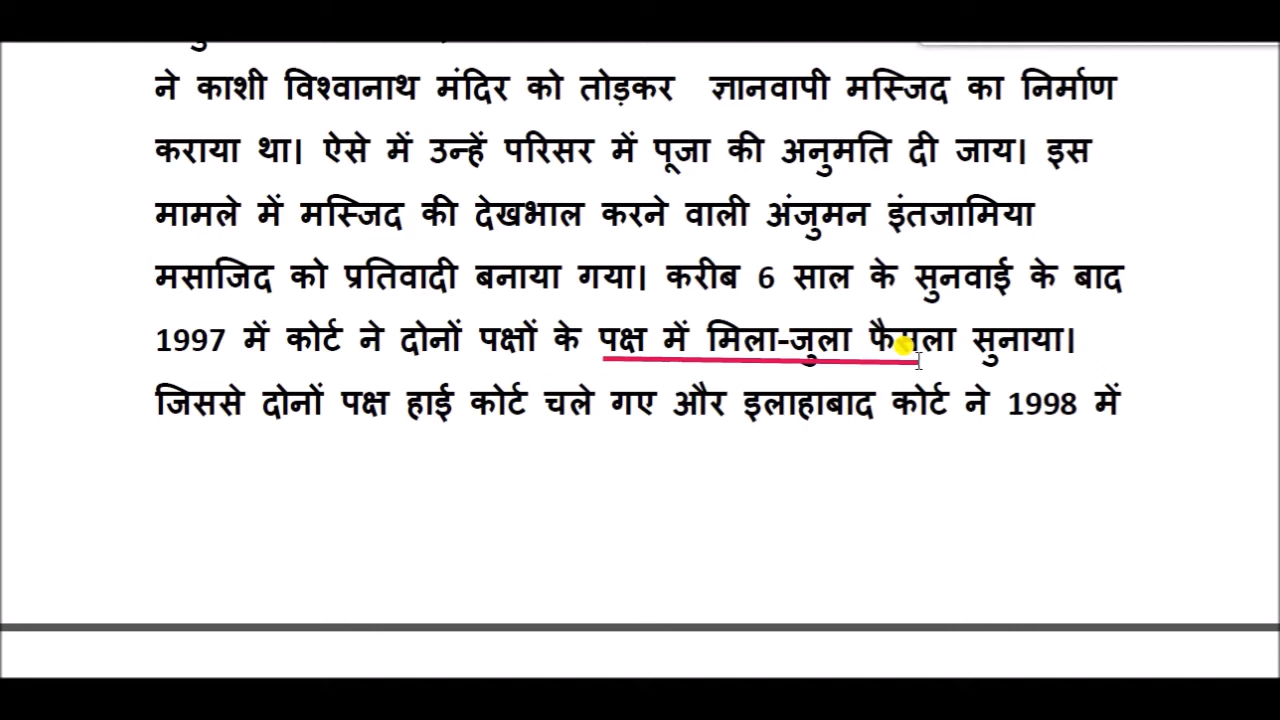 ने काशी विश्वानाथ मंदिर को तोड़कर ज्ञानवापी मस्जिद का निर्माण
कराया था। ऐसे में उन्हें परिसर में पूजा की अनुमति दी जाय। इस
मामले में मस्जिद की देखभाल करने वाली अंजुमन इंतजामिया
मसाजिद को प्रतिवादी बनाया गया। करीब 6 साल के सुनवाई के बाद
1997 में कोर्ट ने दोनों पक्षों के पक्ष में मिला-जुला फैसला सुनाया।
जिससे दोनों पक्ष हाई कोर्ट चले गए और इलाहाबाद कोर्ट ने 1998 में